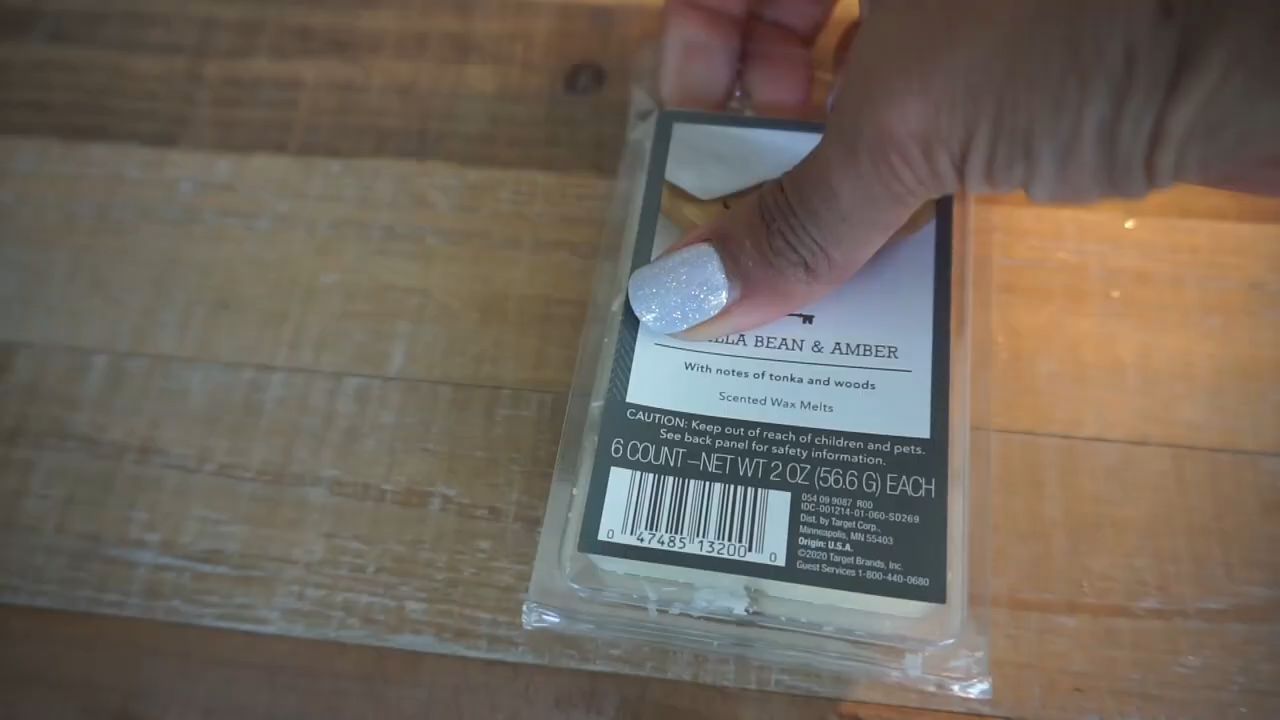 BEAN & AMBER
With notes of tonka and woods
Scented Wax Melts
CAUTION: Keep out of reach of children and pets.
See back panel for safety information.
6 COUNT–NET WT 2 OZ (56.6 G) EACH
0 47485 13200 0
054 09 9087 R00
IDC-001214-01-060-SD269
Dist. by Target Corp.,
Minneapolis, MN 55403
Origin: U.S.A.
©2020 Target Brands, Inc.
Guest Services 1-800-440-0680